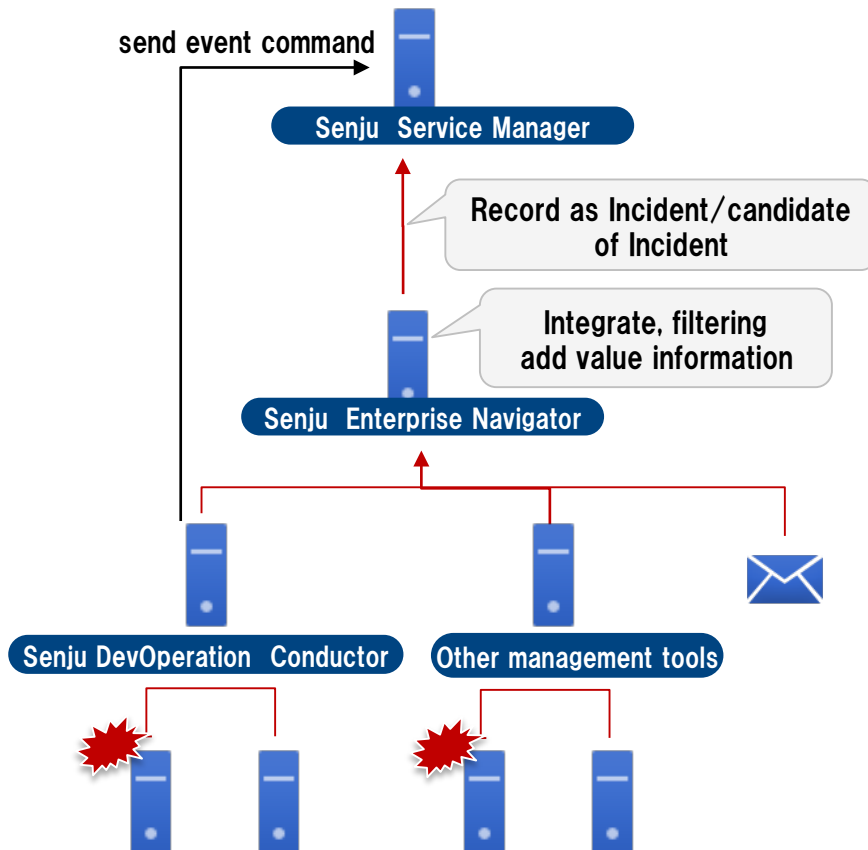 send event command
Senju Service Manager
Record as Incident/candidate
of Incident
Integrate, filtering
add value information
Senju Enterprise Navigator
Senju DevOperation Conductor
Other management tools